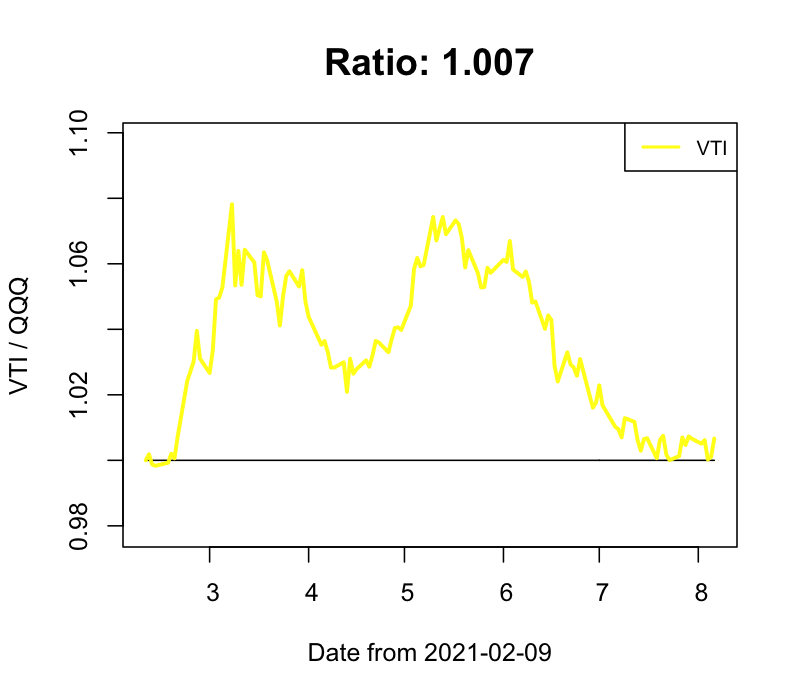 Ratio: 1.007
VTI
VTI / QQQ
1.10
1.06
1.02
0.98
3 4 5 6 7 8
Date from 2021-02-09